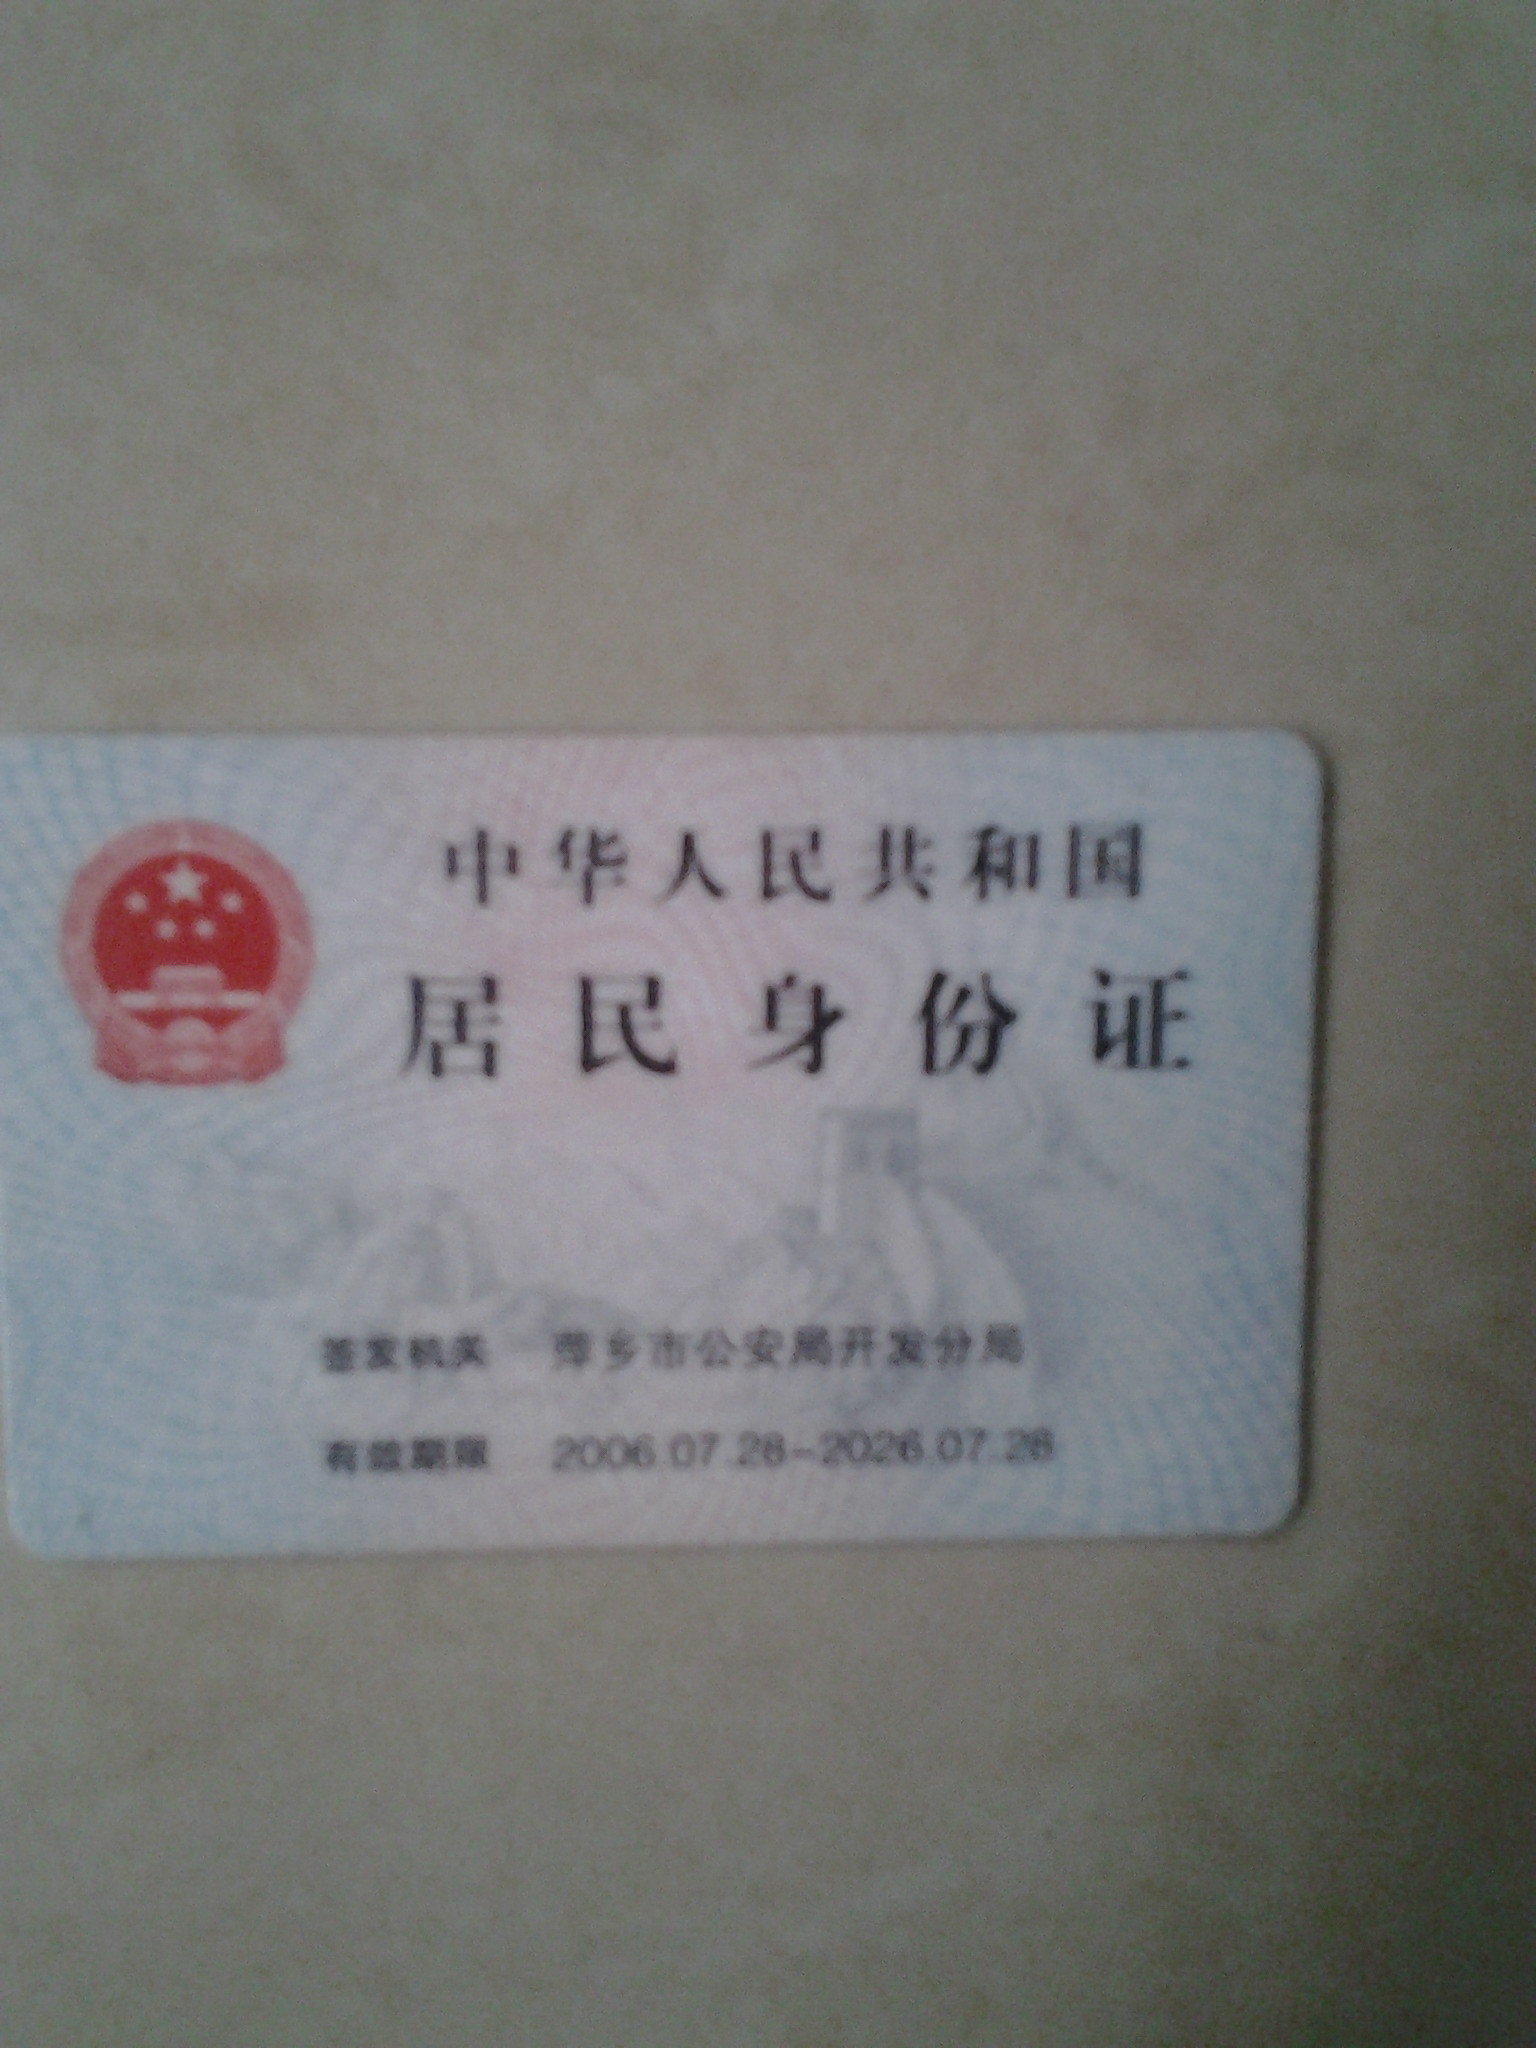 中华人民共和国
居民身份证
签发机关 萍乡市公安局开发分局
有效期限 2006.07.28-2026.07.28